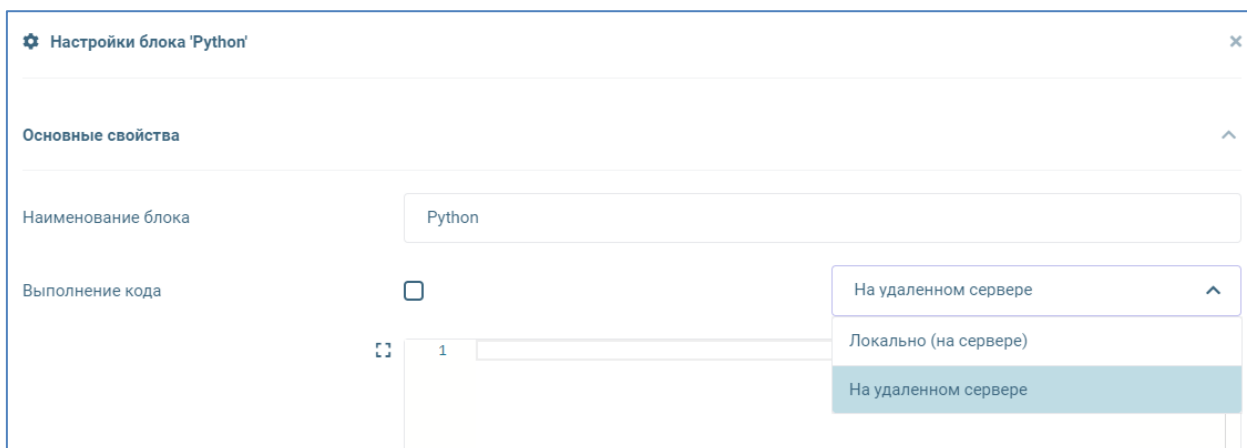 Настройки блока 'Python'
Основные свойства
Наименование блока
Python
Выполнение кода
На удаленном сервере
1
Локально (на сервере)
На удаленном сервере